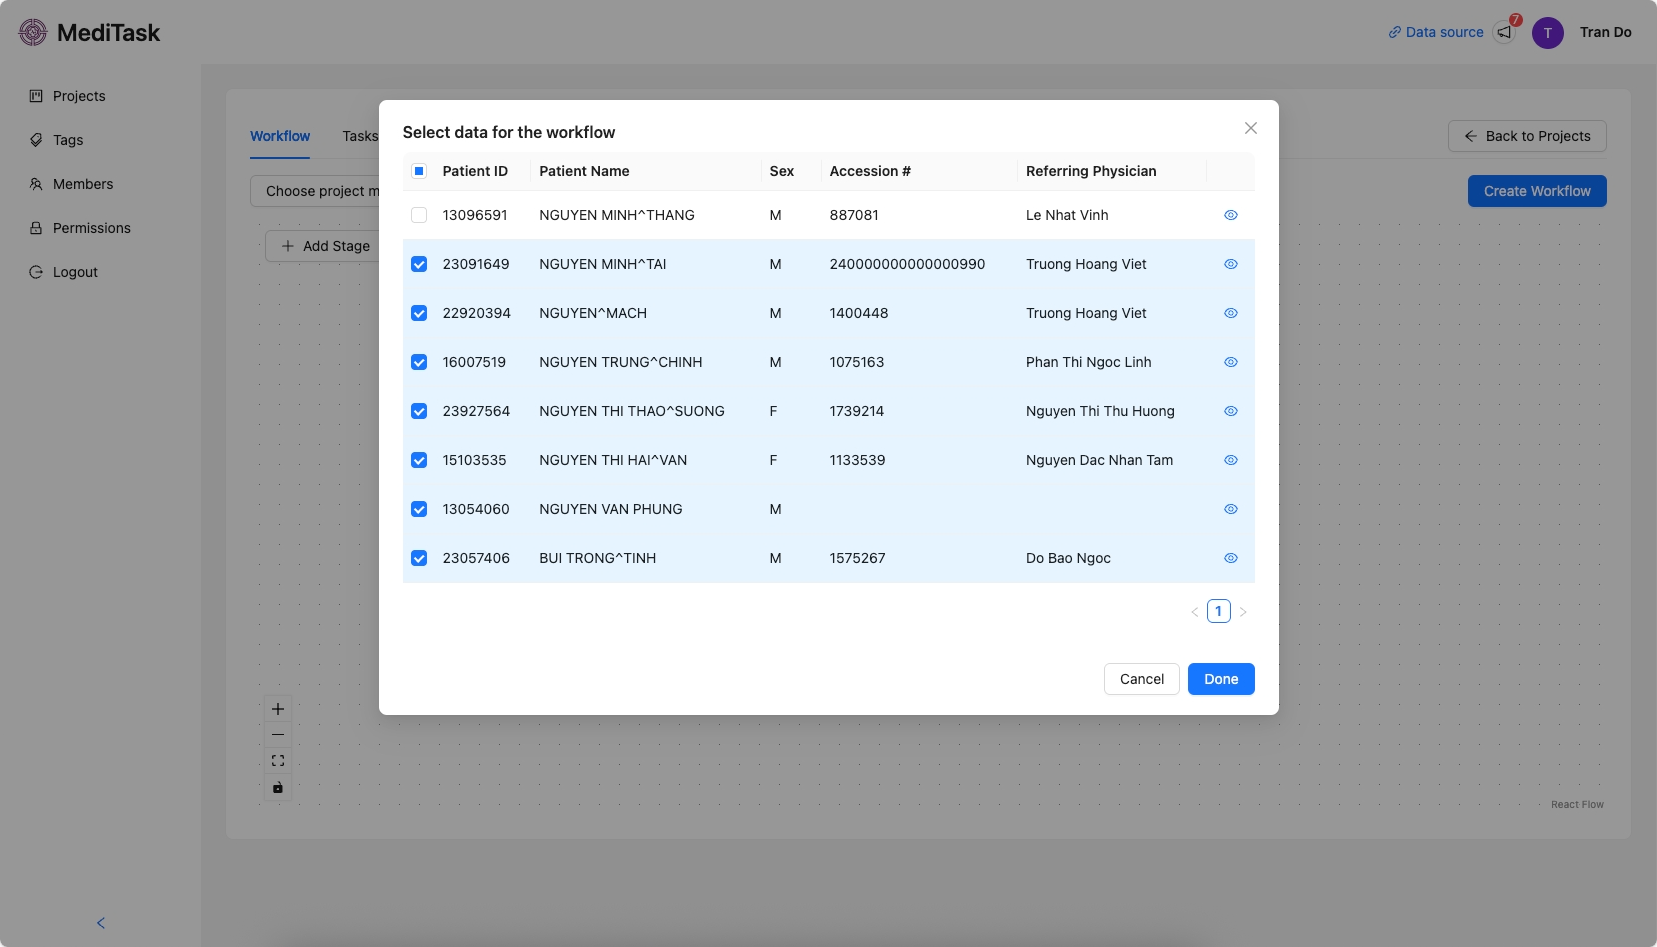 MediTask
Data source
7
T
Tran Do
Projects
Tags
Members
Permissions
Logout
Workflow
Tasks
Back to Projects
Choose project m
Create Workflow
Add Stage
Select data for the workflow
Patient ID Patient Name Sex Accession # Referring Physician
13096591 NGUYEN MINH^THANG M 887081 Le Nhat Vinh
23091649 NGUYEN MINH^TAI M 240000000000000990 Truong Hoang Viet
22920394 NGUYEN^MACH M 1400448 Truong Hoang Viet
16007519 NGUYEN TRUNG^CHINH M 1075163 Phan Thi Ngoc Linh
23927564 NGUYEN THI THAO^SUONG F 1739214 Nguyen Thi Thu Huong
15103535 NGUYEN THI HAI^VAN F 1133539 Nguyen Dac Nhan Tam
13054060 NGUYEN VAN PHUNG M
23057406 BUI TRONG^TINH M 1575267 Do Bao Ngoc
1
Cancel
Done
React Flow